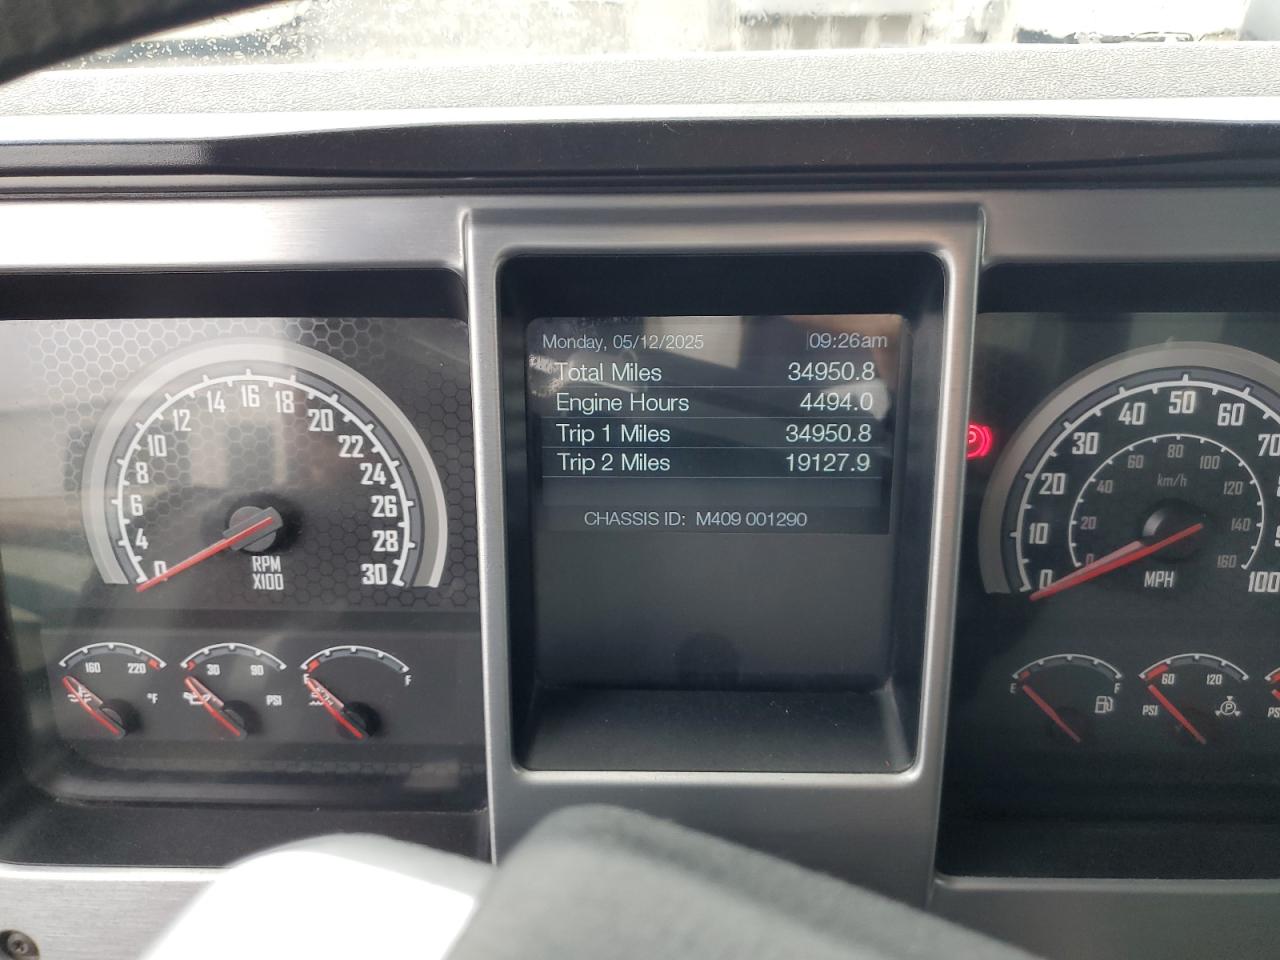 Monday, 05/12/2025 09:26am
Total Miles 34950.8
Engine Hours 4494.0
Trip 1 Miles 34950.8
Trip 2 Miles 19127.9
CHASSIS ID: M409 001290
0 4 6 8 10 12 14 16 18 20 22 24 26 28 30
RPM
X100
160 220 °F
30 90 PSI
E F
0 10 20 30 40 50 60 70 100
0 20 40 60 80 100 120 140 160
km/h
MPH
E F
60 120 PSI